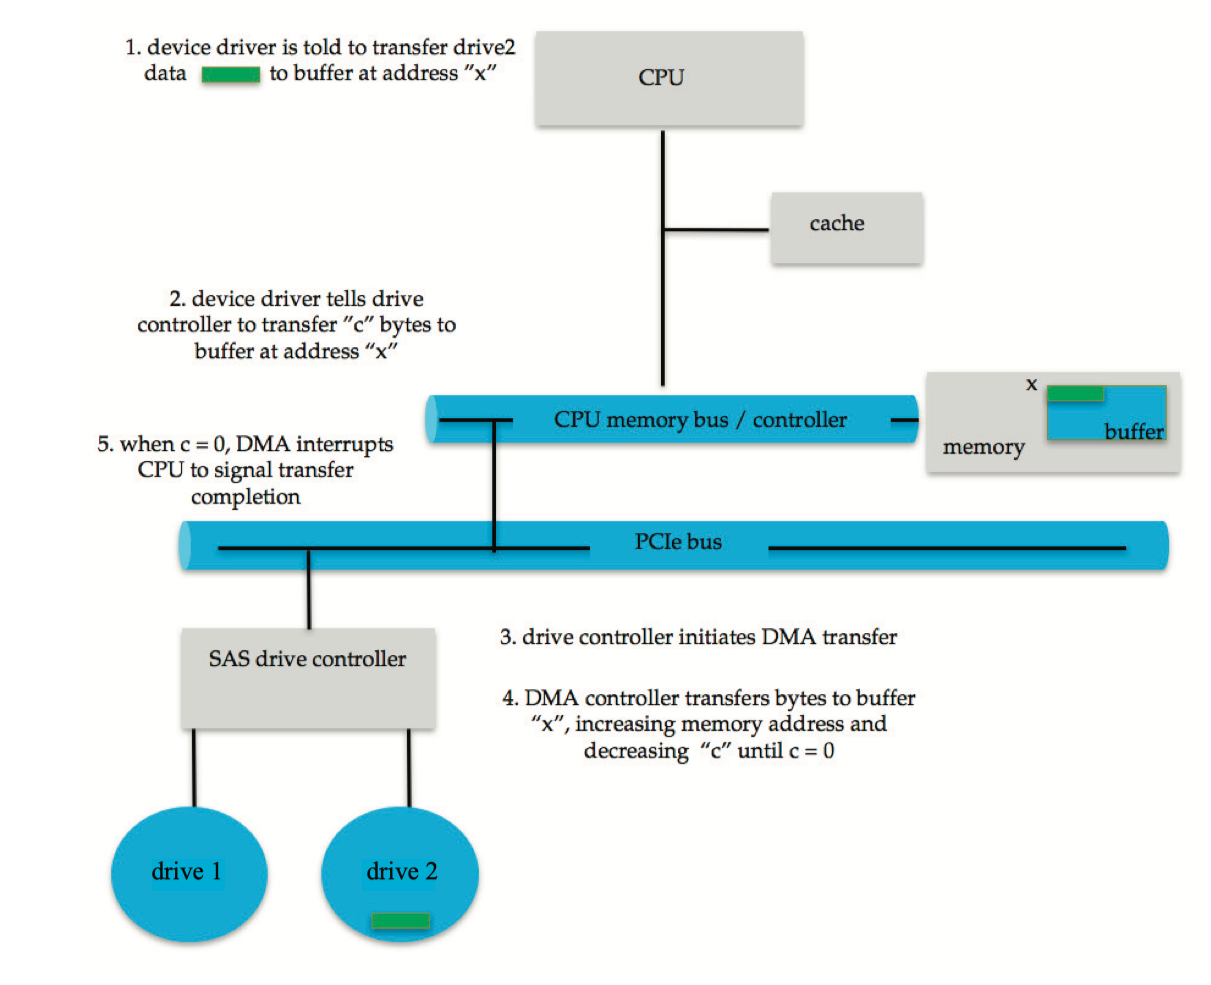 1. device driver is told to transfer drive2
data to buffer at address "x"
CPU
cache
2. device driver tells drive
controller to transfer "c" bytes to
buffer at address "x"
x
buffer
memory
CPU memory bus / controller
5. when c = 0, DMA interrupts
CPU to signal transfer
completion
PCIe bus
3. drive controller initiates DMA transfer
SAS drive controller
4. DMA controller transfers bytes to buffer
"x", increasing memory address and
decreasing "c" until c = 0
drive 1
drive 2